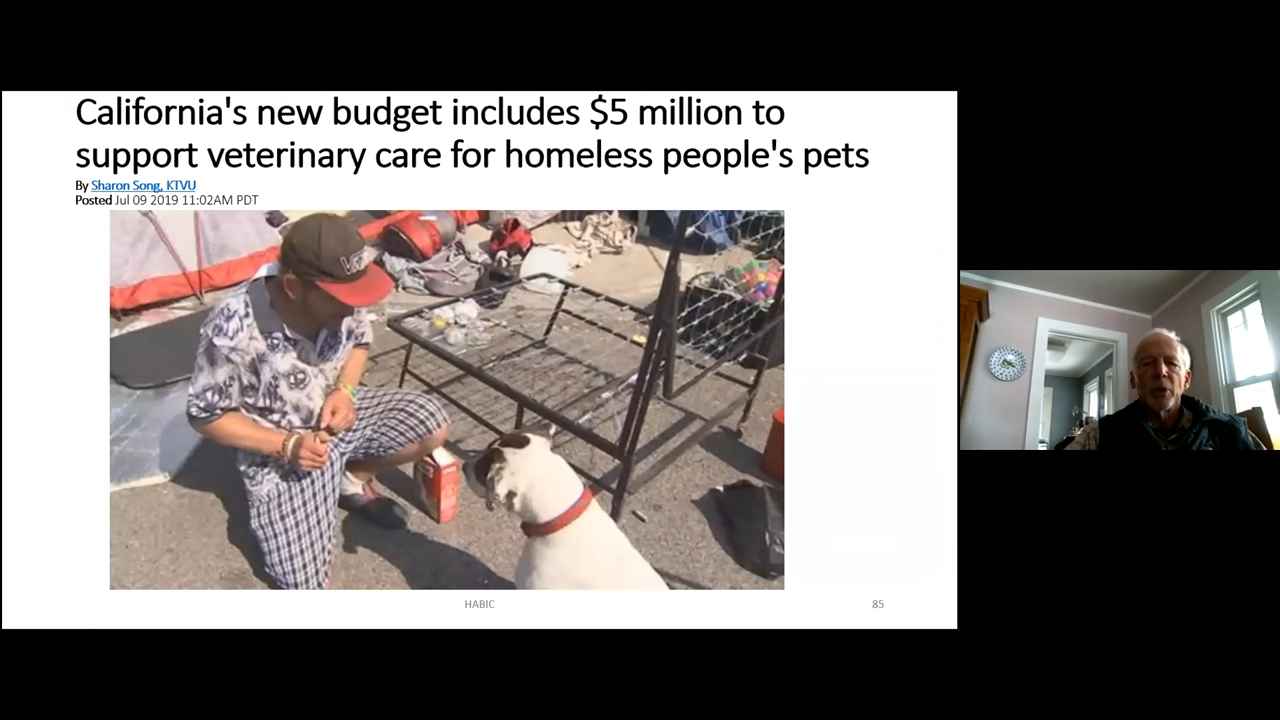 California's new budget includes $5 million to
support veterinary care for homeless people's pets
By Sharon Song, KTVU
Posted Jul 09 2019 11:02AM PDT
HABIC
85